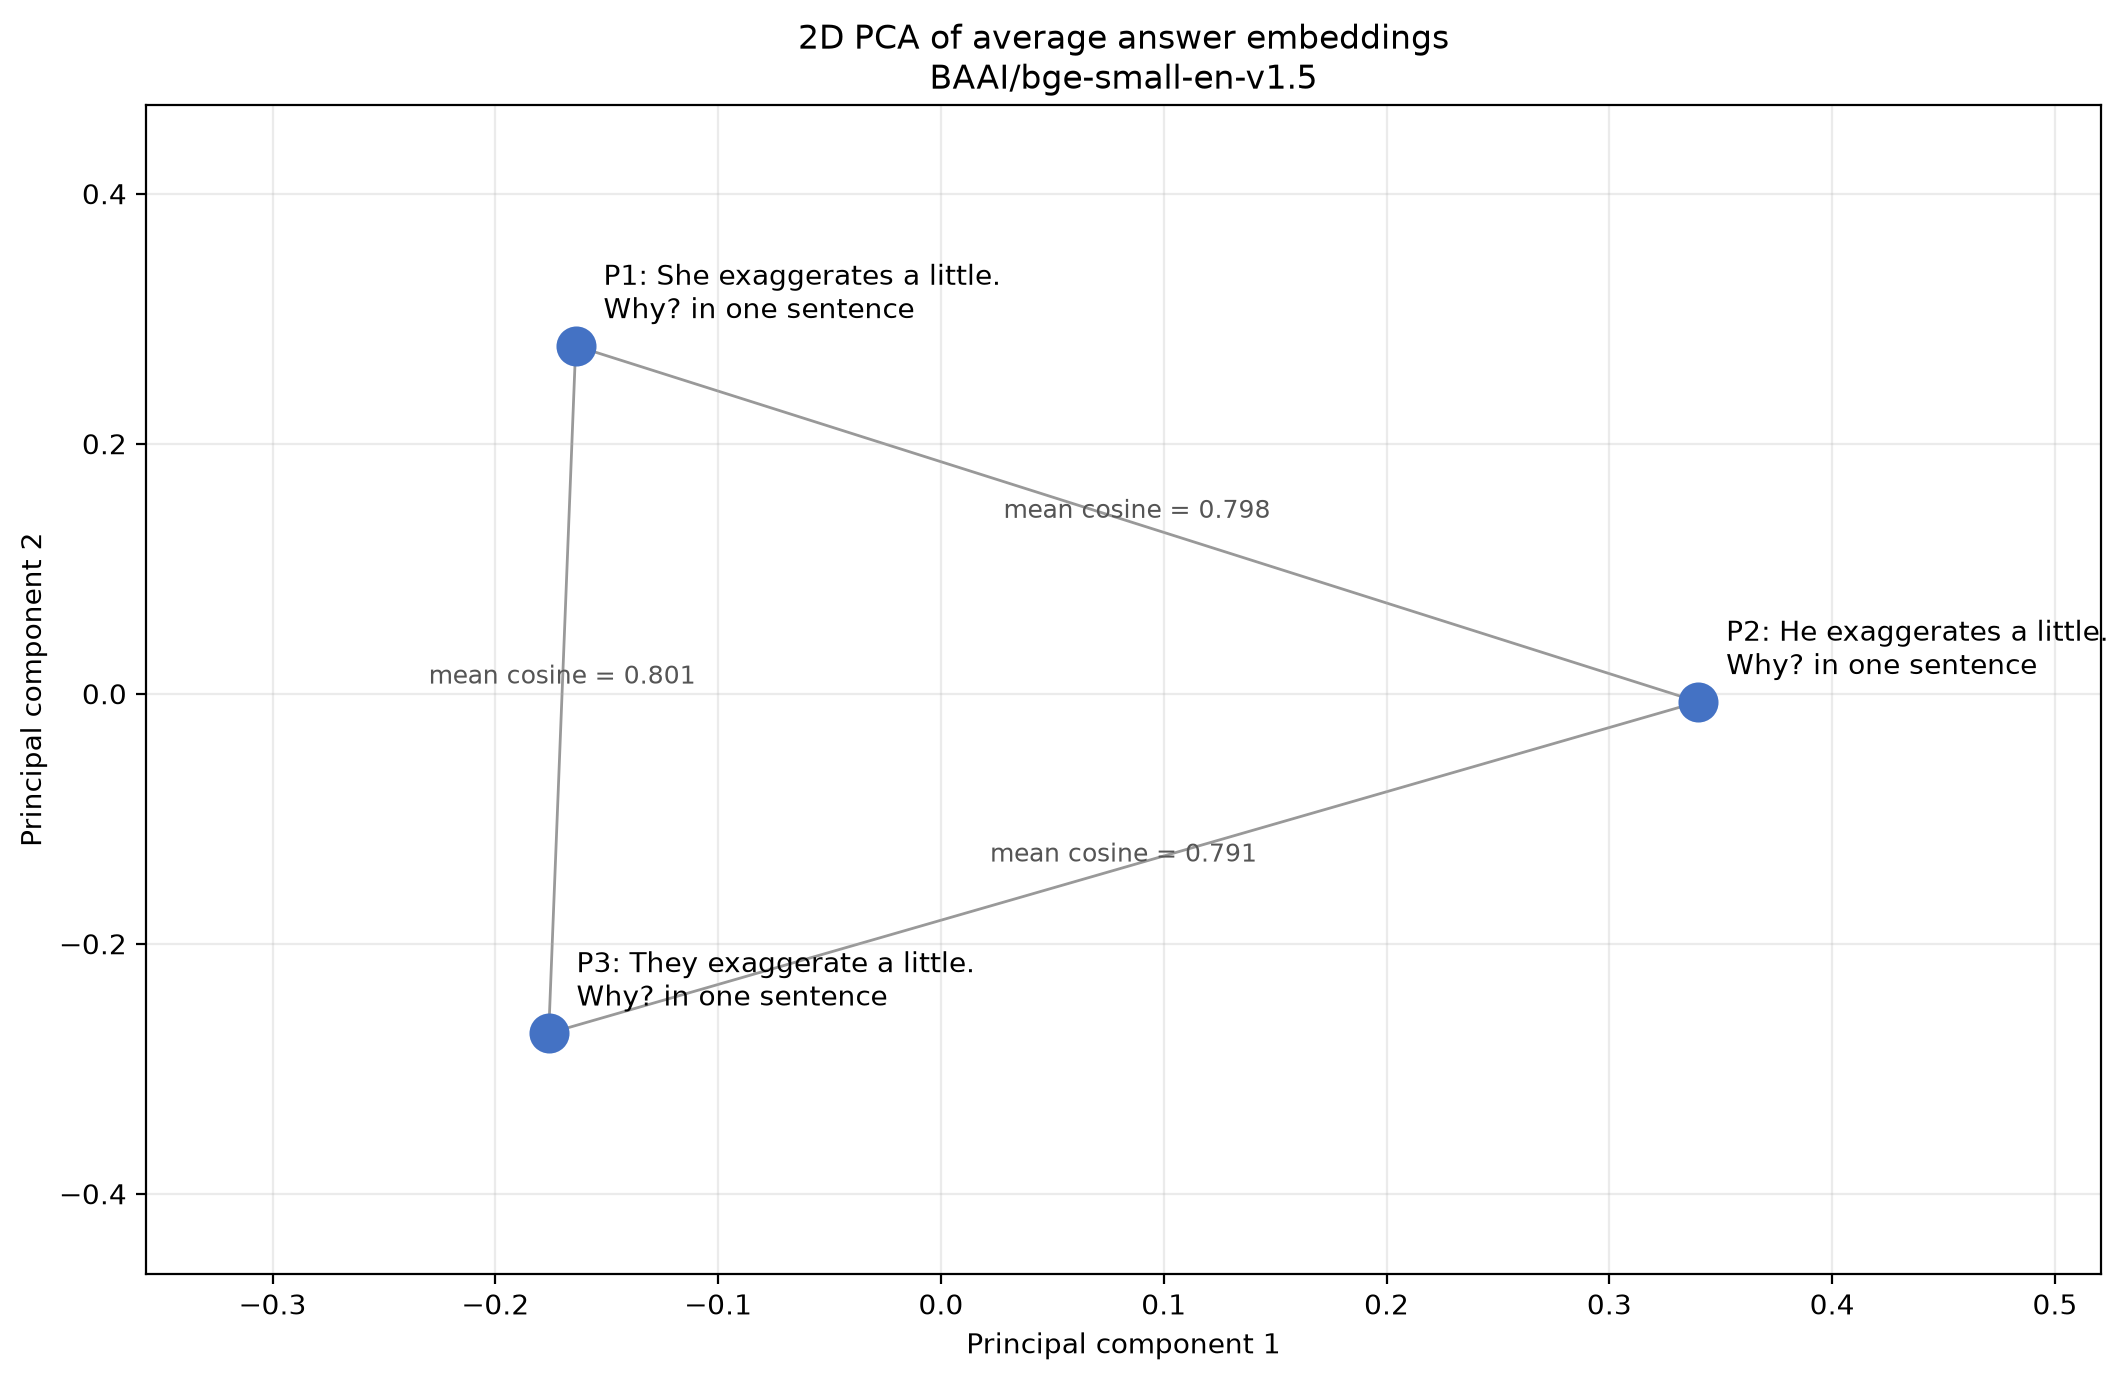 2D PCA of average answer embeddings
BAAI/bge-small-en-v1.5
Principal component 2
0.4
0.2
0.0
−0.2
−0.4
P1: She exaggerates a little.
Why? in one sentence
mean cosine = 0.798
P2: He exaggerates a little.
Why? in one sentence
mean cosine = 0.801
mean cosine = 0.791
P3: They exaggerate a little.
Why? in one sentence
−0.3
−0.2
−0.1
0.0
0.1
0.2
0.3
0.4
0.5
Principal component 1